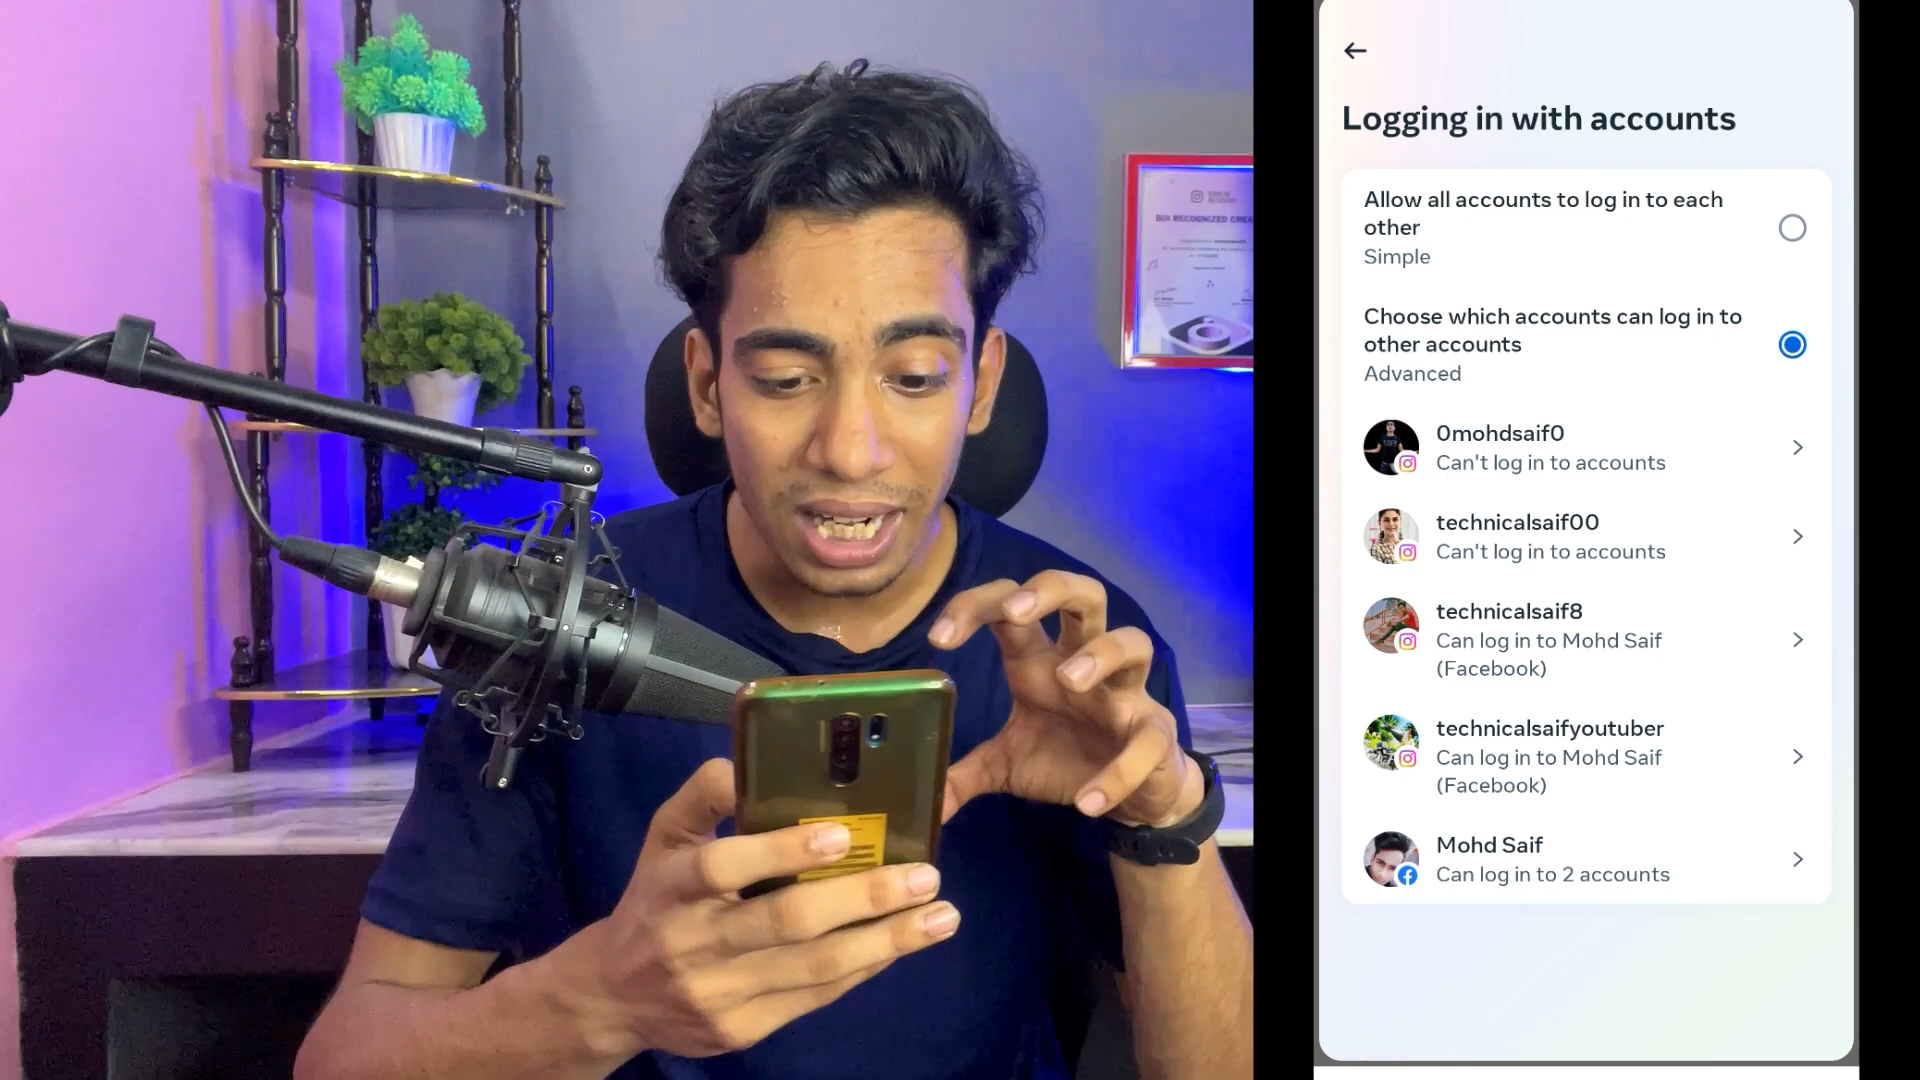 BGI RECOGNIZED CREA
Logging in with accounts
Allow all accounts to log in to each
other
Simple
Choose which accounts can log in to
other accounts
Advanced
0mohdsaif0
Can't log in to accounts
technicalsaif00
Can't log in to accounts
technicalsaif8
Can log in to Mohd Saif
(Facebook)
technicalsaifyoutuber
Can log in to Mohd Saif
(Facebook)
Mohd Saif
Can log in to 2 accounts